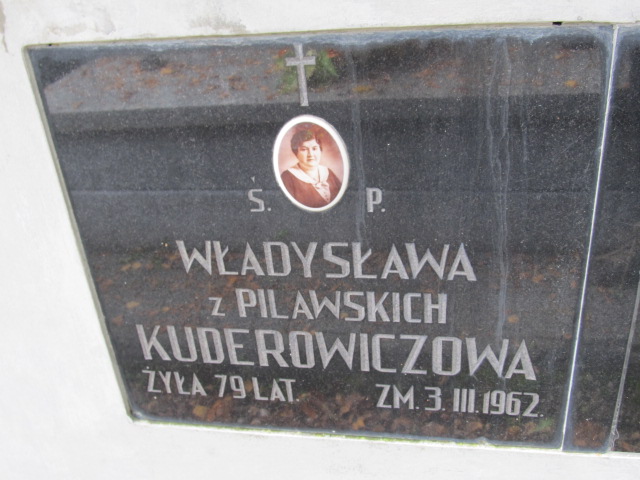 Ś. P.
WŁADYSŁAWA
z PILAWSKICH
KUDEROWICZOWA
ŻYŁA 79 LAT. ZM. 3. III. 1962.